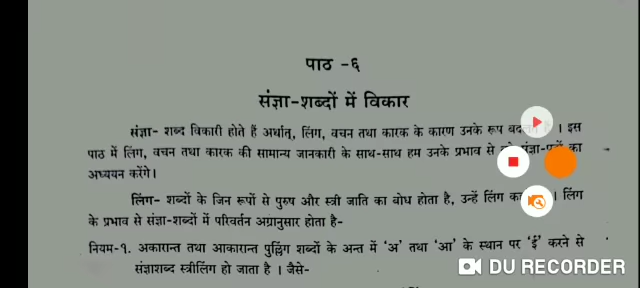 पाठ -६
संज्ञा-शब्दों में विकार
संज्ञा- शब्द विकारी होते हैं अर्थात्, लिंग, वचन तथा कारक के कारण उनके रूप । इस
पाठ में लिंग, वचन तथा कारक की सामान्य जानकारी के साथ-साथ हम उनके प्रभाव से का
अध्ययन करेंगे।
लिंग- शब्दों के जिन रूपों से पुरुष और स्त्री जाति का बोध होता है, उन्हें लिंग । लिंग
के प्रभाव से संज्ञा-शब्दों में परिवर्तन अग्रानुसार होता है-
नियम-१. अकारान्त तथा आकारान्त पुल्लिंग शब्दों के अन्त में 'अ' तथा 'आ' के स्थान पर 'ई' करने से
संज्ञाशब्द स्त्रीलिंग हो जाता है । जैसे-
DU RECORDER